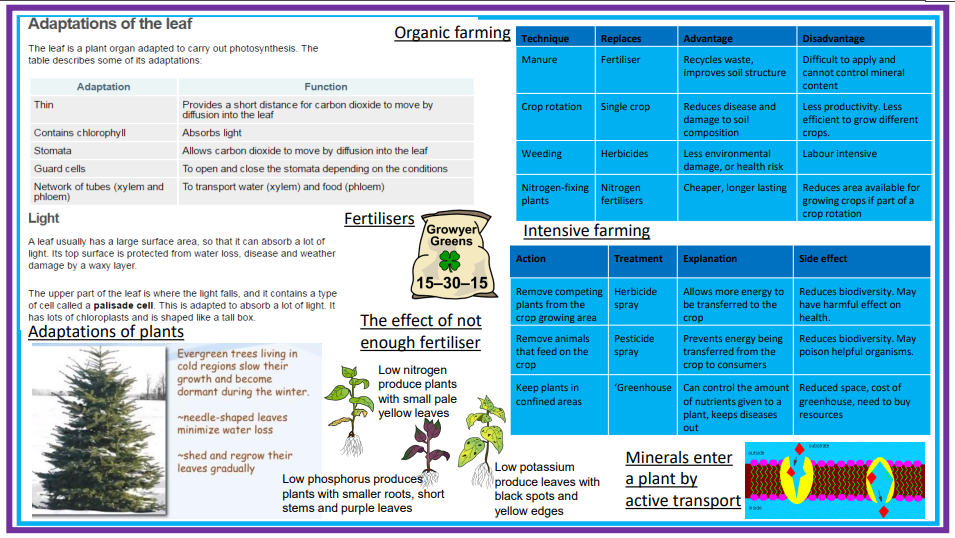 Adaptations of the leaf
The leaf is a plant organ adapted to carry out photosynthesis. The
table describes some of its adaptations:
Adaptation Function
Thin Provides a short distance for carbon dioxide to move by
diffusion into the leaf
Contains chlorophyll Absorbs light
Stomata Allows carbon dioxide to move by diffusion into the leaf
Guard cells To open and close the stomata depending on the conditions
Network of tubes (xylem and To transport water (xylem) and food (phloem)
phloem)
Light
A leaf usually has a large surface area, so that it can absorb a lot of
light. Its top surface is protected from water loss, disease and weather
damage by a waxy layer.
The upper part of the leaf is where the light falls, and it contains a type
of cell called a palisade cell. This is adapted to absorb a lot of light. It
has lots of chloroplasts and is shaped like a tall box.
Adaptations of plants
Evergreen trees living in
cold regions slow their
growth and become
dormant during the winter.
~needle-shaped leaves
minimize water loss
~shed and regrow their
leaves gradually
Fertilisers
Growyer
Greens
15–30–15
The effect of not
enough fertiliser
Low nitrogen
produce plants
with small pale
yellow leaves
Low phosphorus produces
plants with smaller roots, short
stems and purple leaves
Low potassium
produce leaves with
black spots and
yellow edges
Organic farming
Technique Replaces Advantage Disadvantage
Manure Fertiliser Recycles waste, Difficult to apply and
improves soil structure cannot control mineral
content
Crop rotation Single crop Reduces disease and Less productivity. Less
damage to soil efficient to grow different
composition crops.
Weeding Herbicides Less environmental Labour intensive
damage, or health risk
Nitrogen-fixing Nitrogen Cheaper, longer lasting Reduces area available for
plants fertilisers growing crops if part of a
crop rotation
Intensive farming
Action Treatment Explanation Side effect
Remove competing Herbicide Allows more energy to Reduces biodiversity. May
plants from the spray be transferred to the have harmful effect on
crop growing area crop health.
Remove animals Pesticide Prevents energy being Reduces biodiversity. May
that feed on the spray transferred from the poison helpful organisms.
crop crop to consumers
Keep plants in ‘Greenhouse Can control the amount Reduced space, cost of
confined areas of nutrients given to a greenhouse, need to buy
plant, keeps diseases resources
out
Minerals enter
a plant by
active transport
substrate
outside
inside